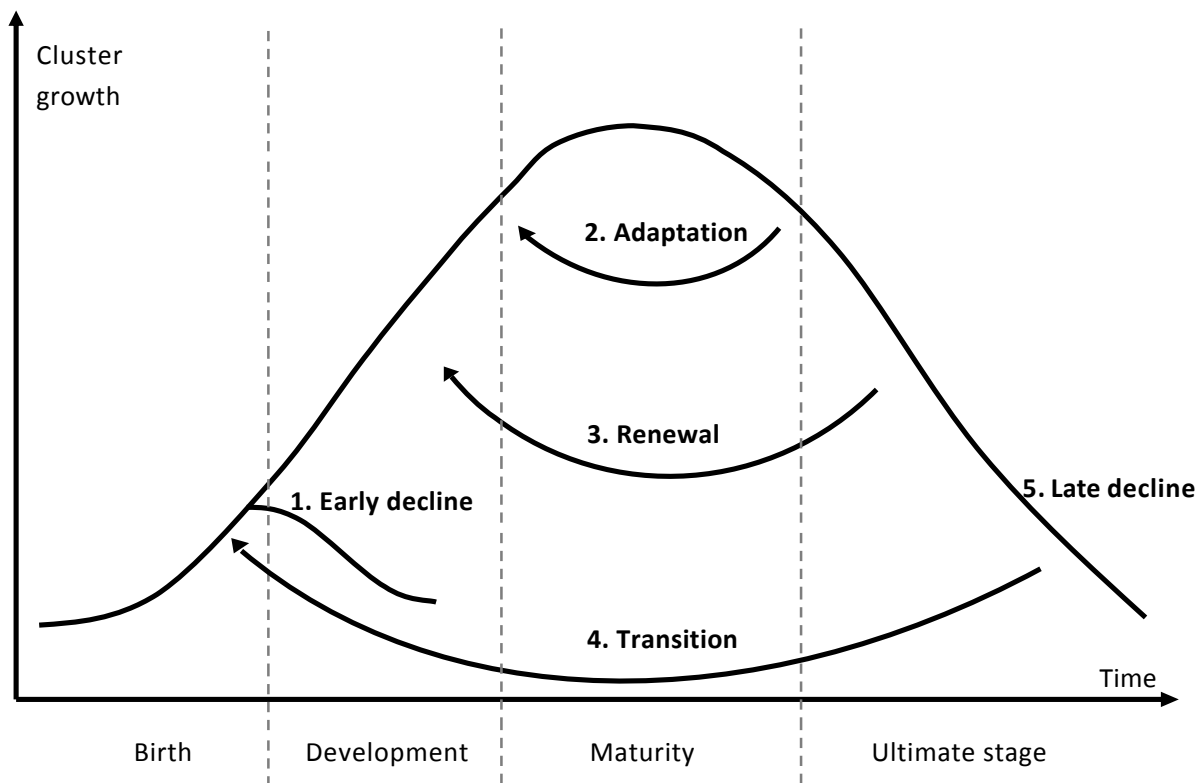 Cluster
growth
2. Adaptation
3. Renewal
5. Late decline
1. Early decline
4. Transition
Time
Birth
Development
Maturity
Ultimate stage